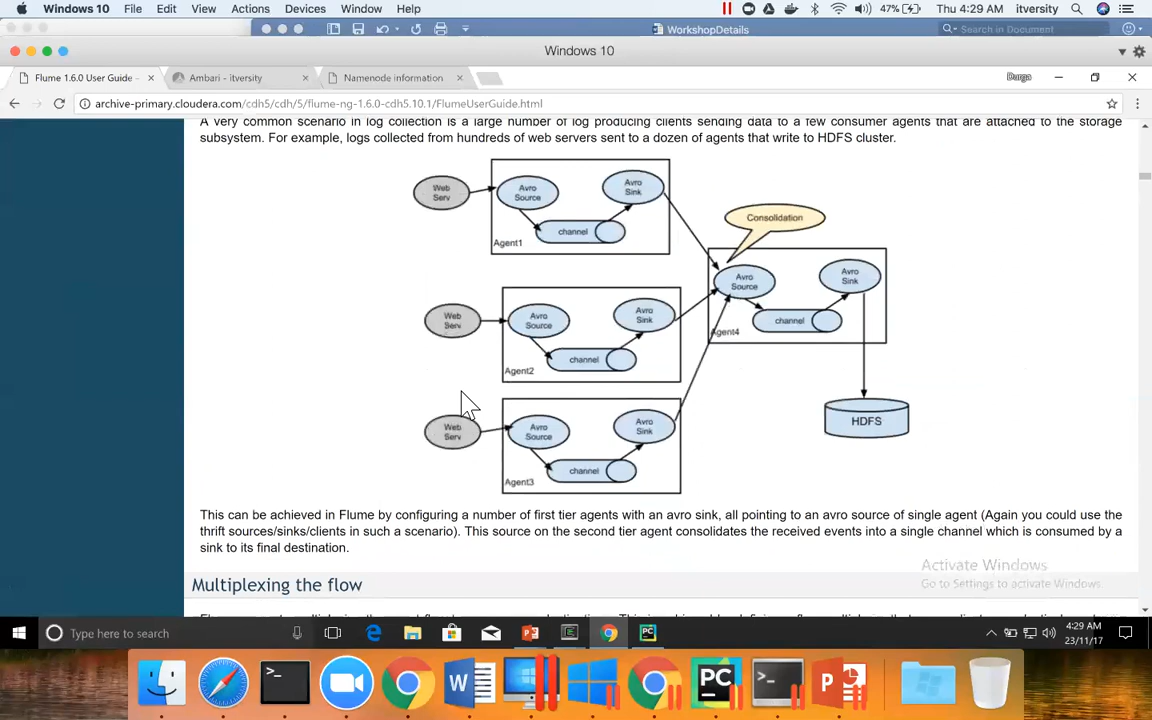 Windows 10 File Edit View Actions Devices Window Help 47% Thu 4:29 AM itversity
WorkshopDetails Search in Document
Windows 10
Flume 1.6.0 User Guide Ambari - itversity Namenode information Durga
archive-primary.cloudera.com/cdh5/cdh/5/flume-ng-1.6.0-cdh5.10.1/FlumeUserGuide.html
A very common scenario in log collection is a large number of log producing clients sending data to a few consumer agents that are attached to the storage
subsystem. For example, logs collected from hundreds of web servers sent to a dozen of agents that write to HDFS cluster.
Web
Serv
Avro
Source
Avro
Sink
channel
Agent1
Consolidation
Web
Serv
Avro
Source
Avro
Sink
channel
Agent2
Avro
Source
Avro
Sink
channel
Agent4
Web
Serv
Avro
Source
Avro
Sink
channel
Agent3
HDFS
This can be achieved in Flume by configuring a number of first tier agents with an avro sink, all pointing to an avro source of single agent (Again you could use the
thrift sources/sinks/clients in such a scenario). This source on the second tier agent consolidates the received events into a single channel which is consumed by a
sink to its final destination.
Activate Windows
Go to Settings to activate Windows.
Multiplexing the flow
Type here to search
4:29 AM
23/11/17